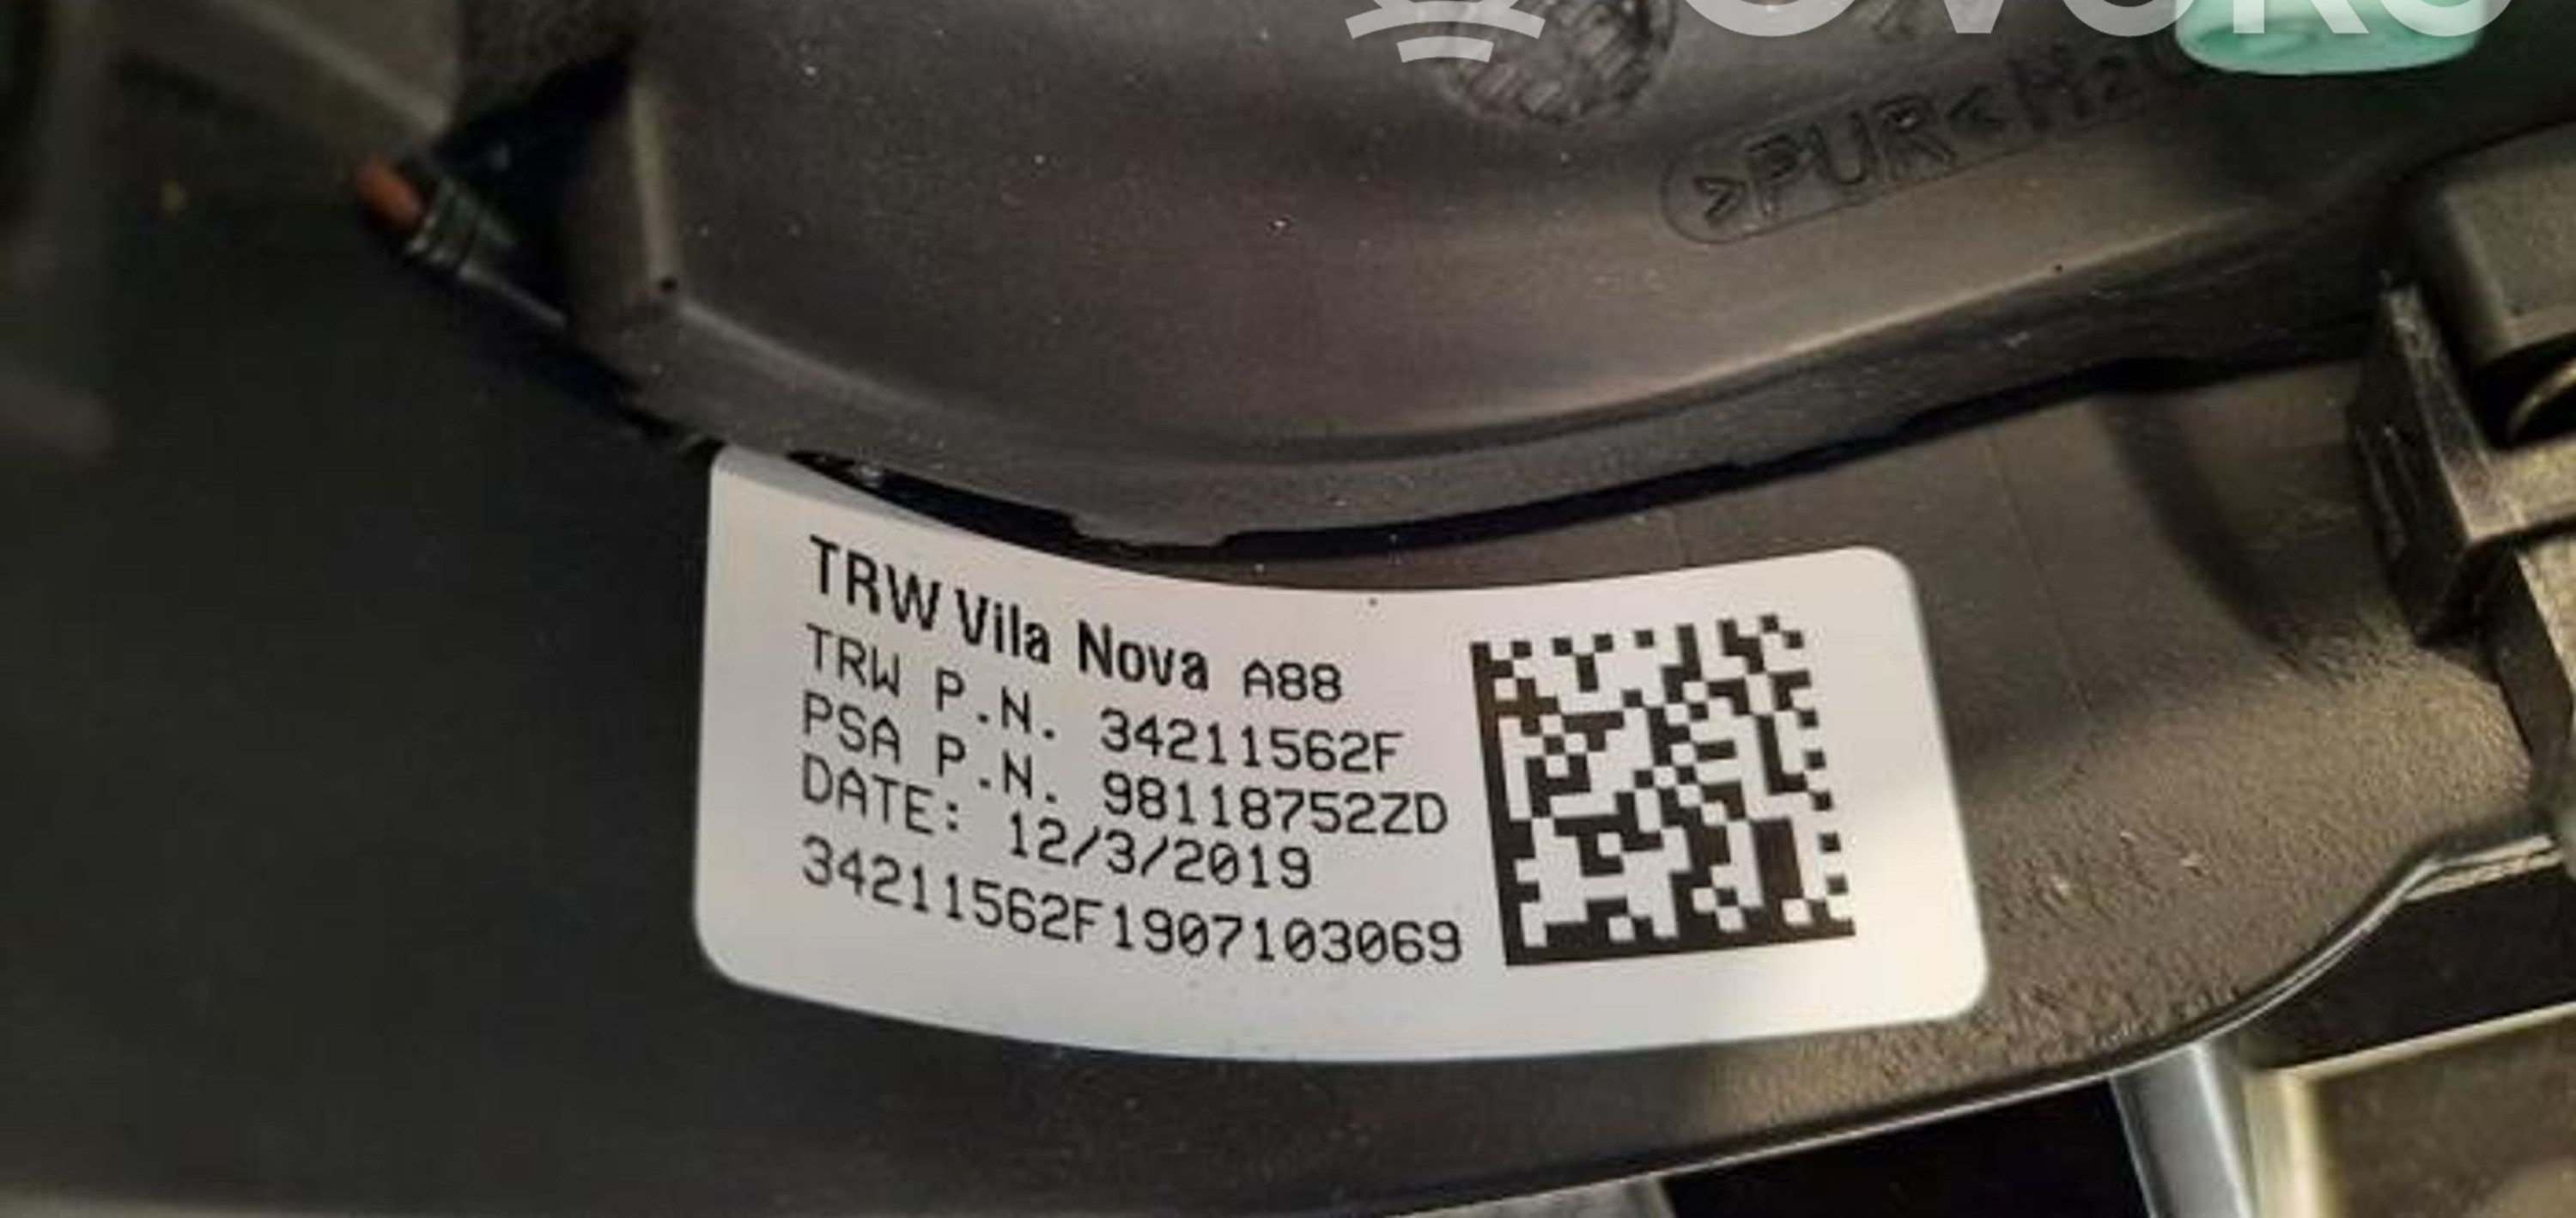 >PUR<
TRW Vila Nova A88
TRW P.N. 34211562F
PSA P.N. 98118752ZD
DATE: 12/3/2019
34211562F1907103069